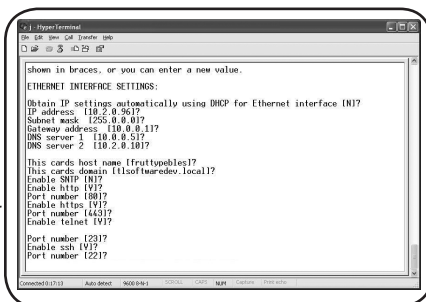 j - HyperTerminal
File Edit View Call Transfer Help
shown in braces, or you can enter a new value.
ETHERNET INTERFACE SETTINGS:
Obtain IP settings automatically using DHCP for Ethernet interface [N]?
IP address [10.2.0.96]?
Subnet mask [255.0.0.0]?
Gateway address [10.0.0.1]?
DNS server 1 [10.0.0.5]?
DNS server 2 [10.2.0.10]?
This cards host name [fruttypebles]?
This cards domain [tlsoftwaredev.local]?
Enable SNTP [N]?
Enable http [Y]?
Port number [80]?
Enable https [Y]?
Port number [443]?
Enable telnet [Y]?
Port number [23]?
Enable ssh [Y]?
Port number [22]?
Connected 0:17:13 Auto detect 9600 8-N-1 SCROLL CAPS NUM Capture Print echo